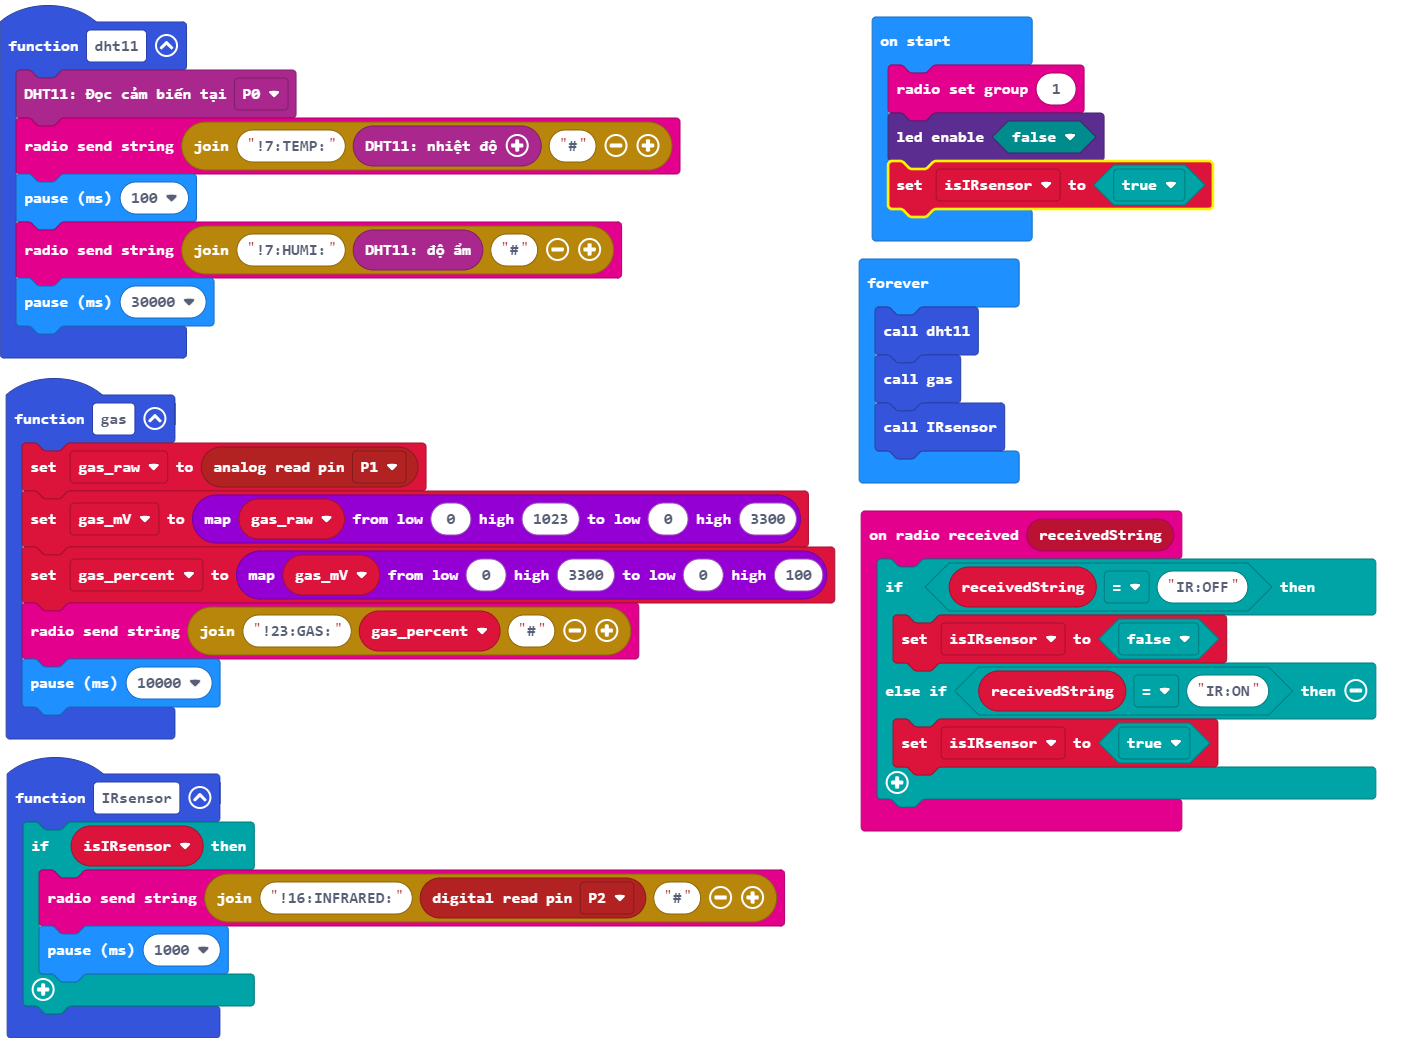 function dht11
DHT11: Đọc cảm biến tại P0
radio send string join "!7:TEMP:" DHT11: nhiệt độ "#"
pause (ms) 100
radio send string join "!7:HUMI:" DHT11: độ ẩm "#"
pause (ms) 30000
function gas
set gas_raw to analog read pin P1
set gas_mV to map gas_raw from low 0 high 1023 to low 0 high 3300
set gas_percent to map gas_mV from low 0 high 3300 to low 0 high 100
radio send string join "!23:GAS:" gas_percent "#"
pause (ms) 10000
function IRsensor
if isIRsensor then
radio send string join "!16:INFRARED:" digital read pin P2 "#"
pause (ms) 1000
on start
radio set group 1
led enable false
set isIRsensor to true
forever
call dht11
call gas
call IRsensor
on radio received receivedString
if receivedString = "IR:OFF" then
set isIRsensor to false
else if receivedString = "IR:ON" then
set isIRsensor to true